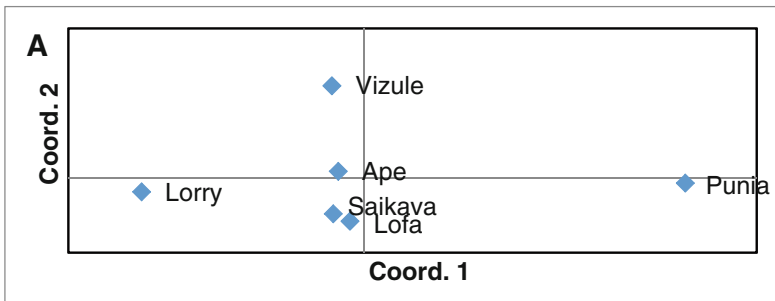 A
Coord. 2
Vizule
Ape
Punia
Lorry
Saikava
Lofa
Coord. 1